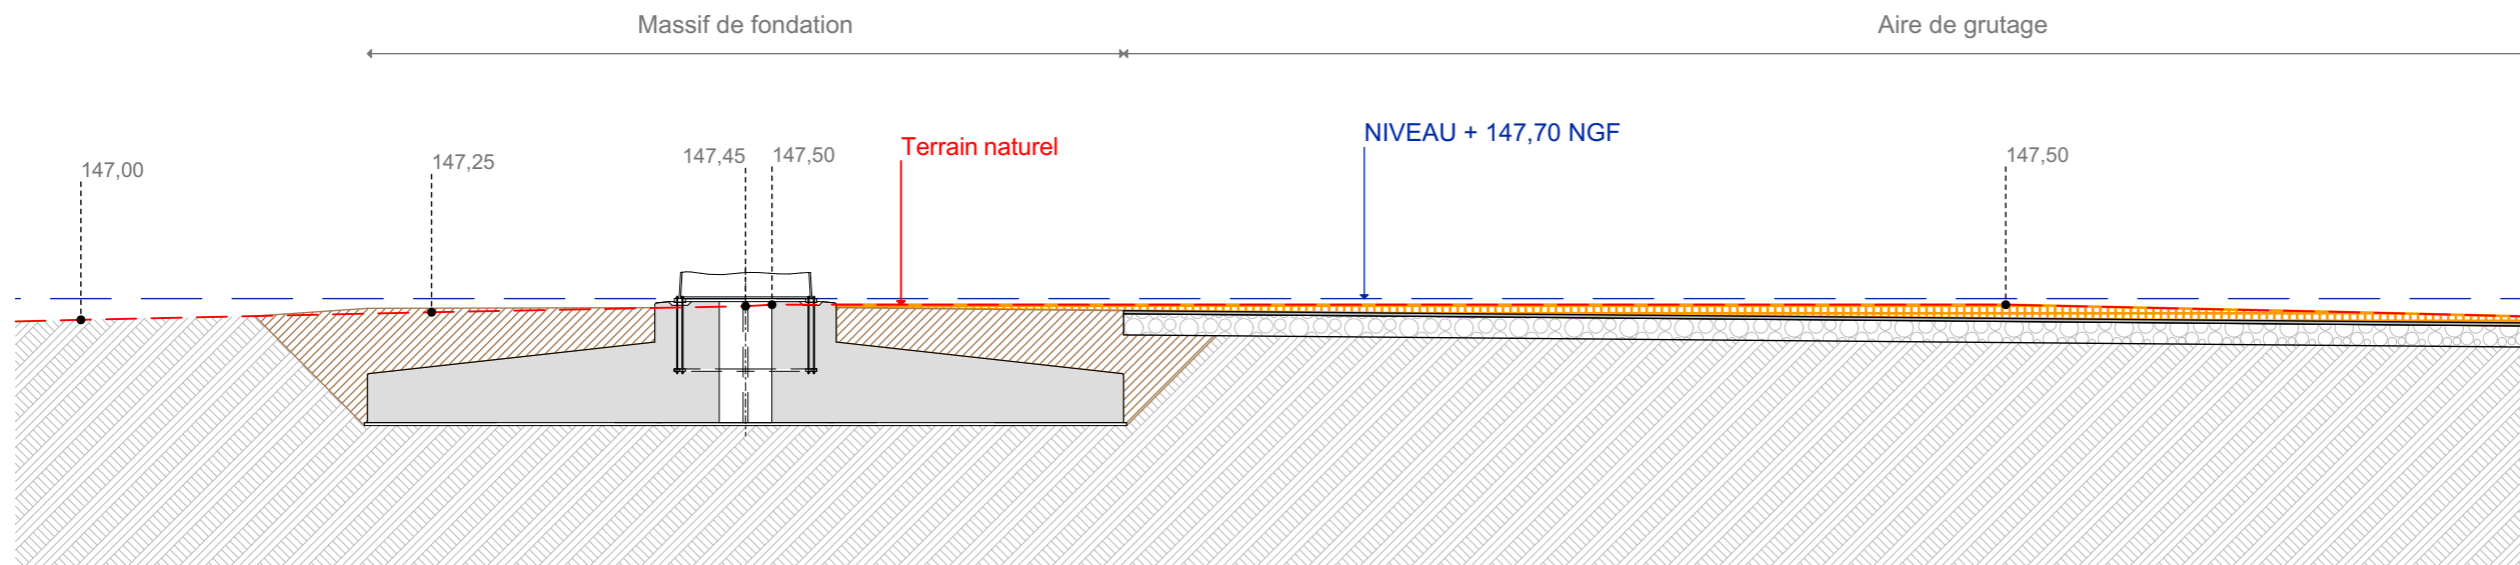 Massif de fondation
Aire de grutage
NIVEAU + 147,70 NGF
Terrain naturel
147,00
147,25
147,45
147,50
147,50